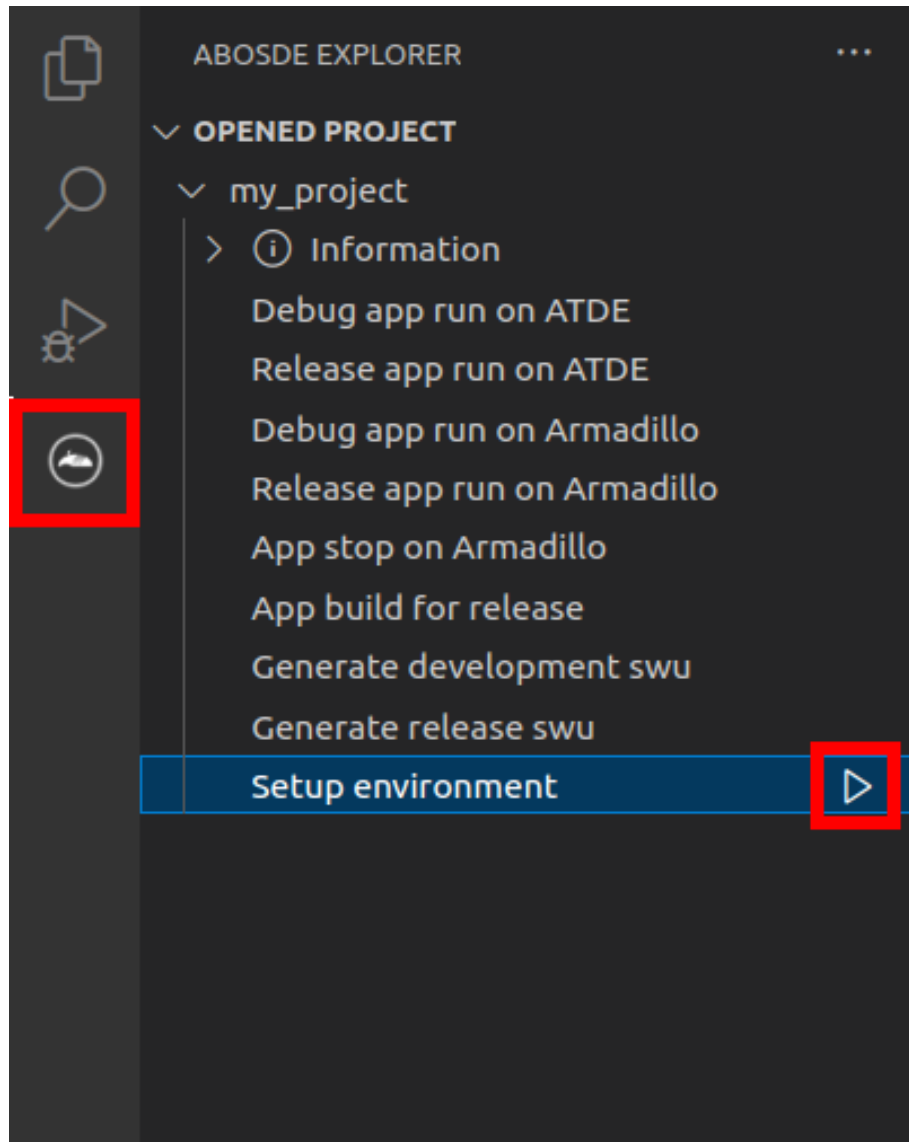 ABOSDE EXPLORER
OPENED PROJECT
my_project
Information
Debug app run on ATDE
Release app run on ATDE
Debug app run on Armadillo
Release app run on Armadillo
App stop on Armadillo
App build for release
Generate development swu
Generate release swu
Setup environment